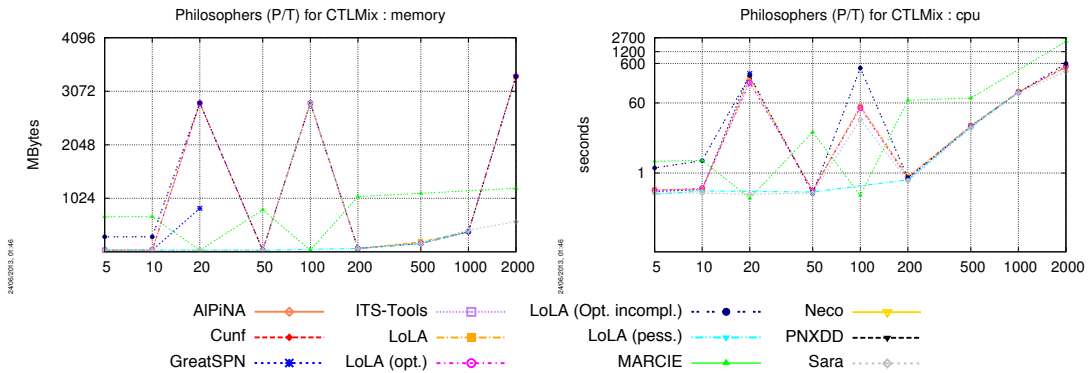 Philosophers (P/T) for CTLMix : memory
4096
3072
2048
1024
MBytes
5 10 20 50 100 200 500 1000 2000
24/06/2013, 01:46
Philosophers (P/T) for CTLMix : cpu
2700
1200
600
60
1
seconds
5 10 20 50 100 200 500 1000 2000
24/06/2013, 01:46
AlPiNA
Cunf
GreatSPN
ITS-Tools
LoLA
LoLA (opt.)
LoLA (Opt. incompl.)
LoLA (pess.)
MARCIE
Neco
PNXDD
Sara